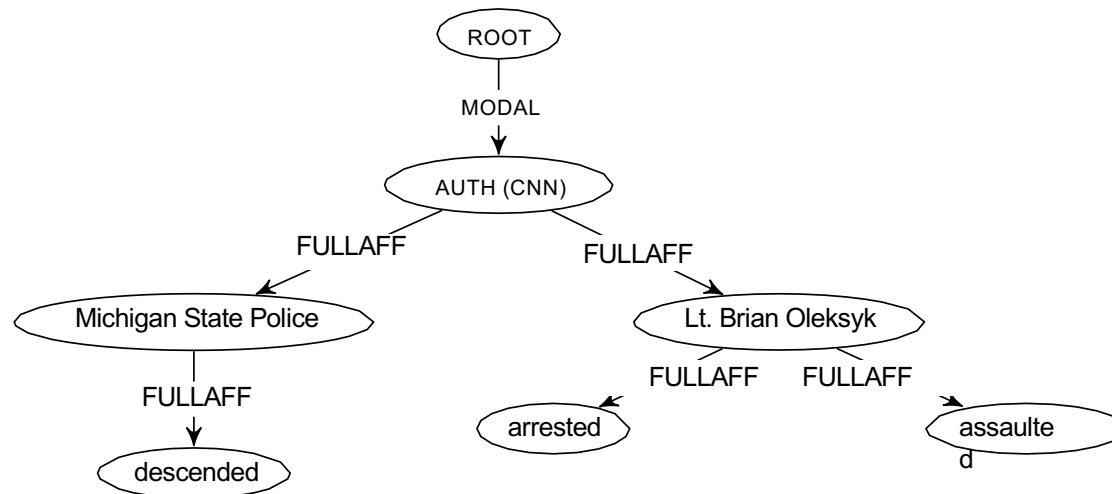 ROOT
MODAL
AUTH (CNN)
FULLAFF FULLAFF
Michigan State Police Lt. Brian Oleksyk
FULLAFF FULLAFF
FULLAFF
arrested assaulte
d
descended